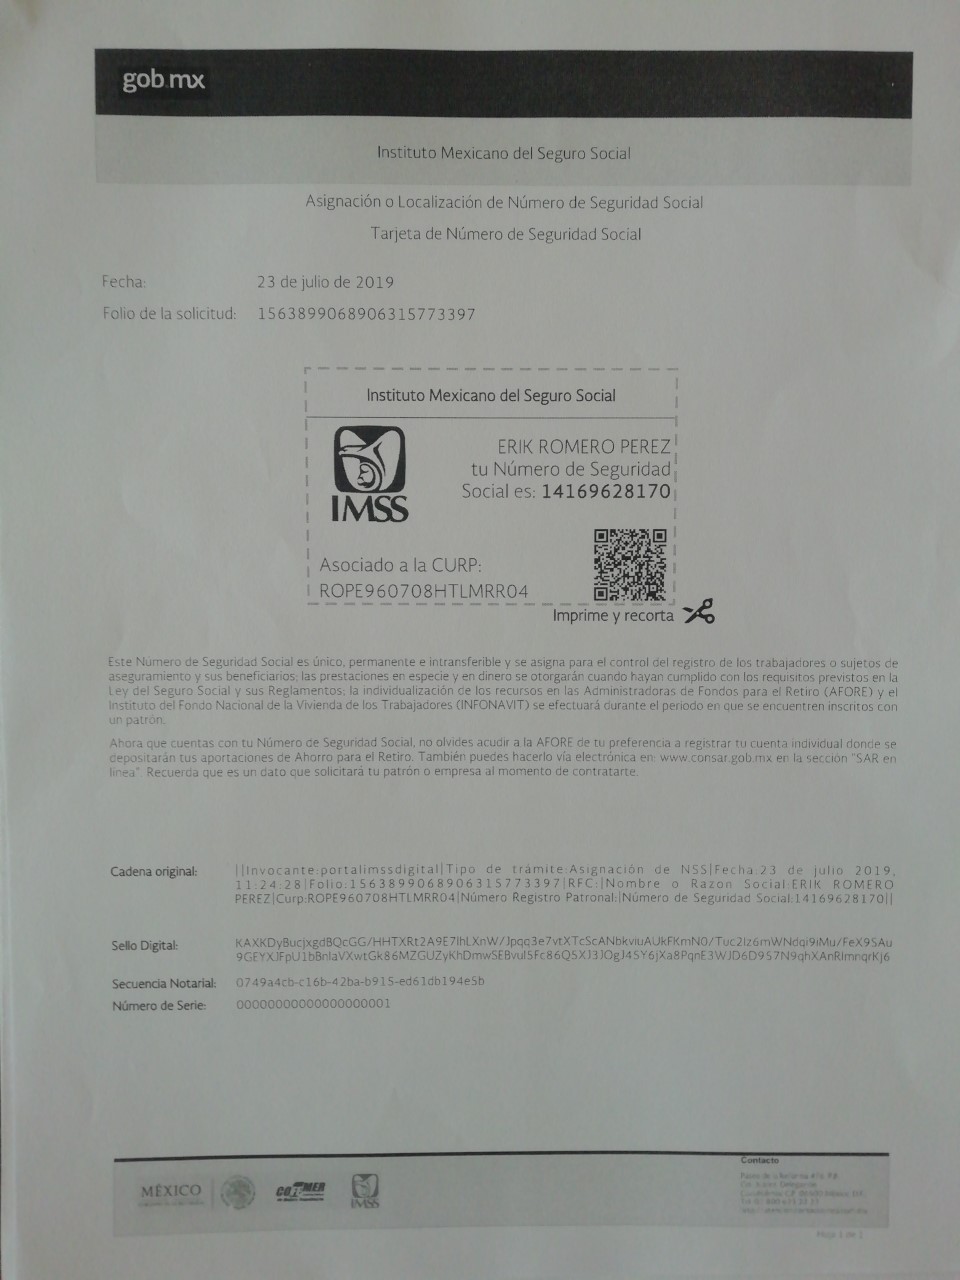 gob.mx
Instituto Mexicano del Seguro Social
Asignación o Localización de Número de Seguridad Social
Tarjeta de Número de Seguridad Social
Fecha: 23 de julio de 2019
Folio de la solicitud: 1563899068906315773397
Instituto Mexicano del Seguro Social
ERIK ROMERO PEREZ
tu Número de Seguridad
Social es: 14169628170
IMSS
Asociado a la CURP:
ROPE960708HTLMRR04
Imprime y recorta
Este Número de Seguridad Social es único, permanente e intransferible y se asigna para el control del registro de los trabajadores o sujetos de
aseguramiento y sus beneficiarios; las prestaciones en especie y en dinero se otorgarán cuando hayan cumplido con los requisitos previstos en la
Ley del Seguro Social y sus Reglamentos; la individualización de los recursos en las Administradoras de Fondos para el Retiro (AFORE) y el
Instituto del Fondo Nacional de la Vivienda de los Trabajadores (INFONAVIT) se efectuará durante el periodo en que se encuentren inscritos con
un patrón.
Ahora que cuentas con tu Número de Seguridad Social, no olvides acudir a la AFORE de tu preferencia a registrar tu cuenta individual donde se
depositarán tus aportaciones de Ahorro para el Retiro. También puedes hacerlo vía electrónica en: www.consar.gob.mx en la sección "SAR en
línea". Recuerda que es un dato que solicitará tu patrón o empresa al momento de contratarte.
Cadena original: ||Invocante:portalimssdigital|Tipo de trámite:Asignación de NSS|Fecha:23 de julio 2019,
11:24:28|Folio:1563899068906315773397|RFC:|Nombre o Razon Social:ERIK ROMERO
PEREZ|Curp:ROPE960708HTLMRR04|Número Registro Patronal:|Número de Seguridad Social:14169628170||
Sello Digital:
Secuencia Notarial: 0749a4cb-c16b-42ba-b915-ed61db194e5b
Número de Serie: 00000000000000000001
Contacto
MÉXICO
IMSS